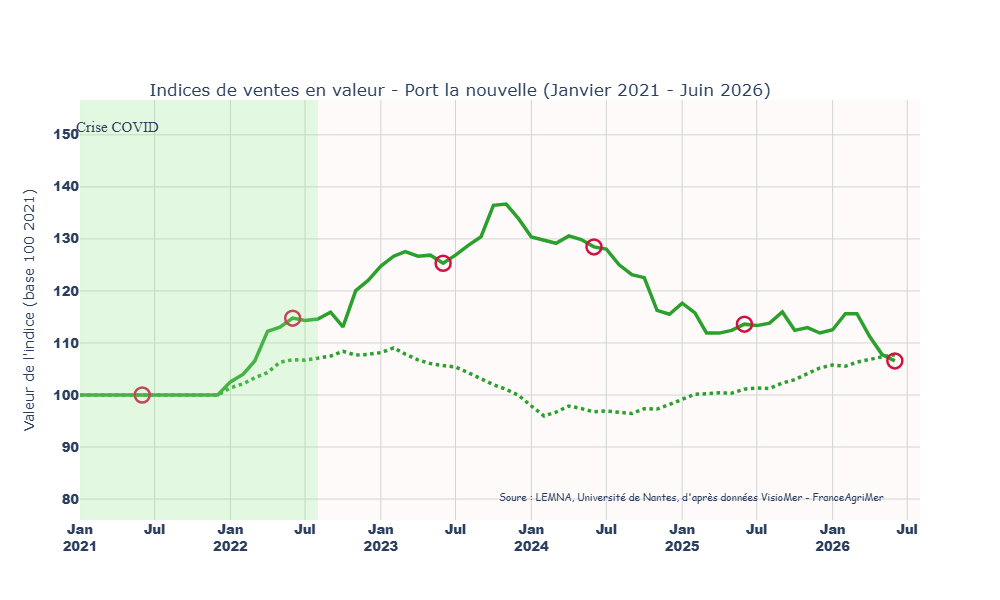 Indices de ventes en valeur - Port la nouvelle (Janvier 2021 - Juin 2026)
Crise COVID
Valeur de l'indice (base 100 2021)
150
140
130
120
110
100
90
80
Soure : LEMNA, Université de Nantes, d'après données VisioMer - FranceAgriMer
Jan Jul Jan Jul Jan Jul Jan Jul Jan Jul Jan Jul
2021 2022 2023 2024 2025 2026